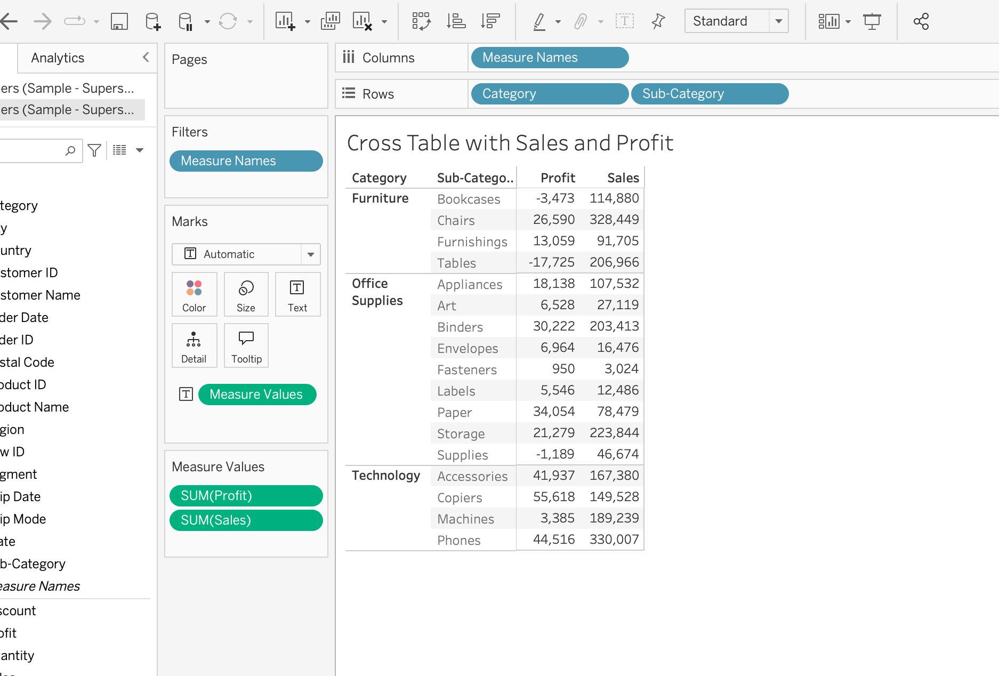 Standard
Analytics
Pages
Columns
Measure Names
ers (Sample - Supers...
ers (Sample - Supers...
Rows
Category
Sub-Category
Filters
Measure Names
Marks
Automatic
Color
Size
Text
Detail
Tooltip
Measure Values
Measure Values
SUM(Profit)
SUM(Sales)
tegory
ty
untry
stomer ID
stomer Name
der Date
der ID
stal Code
oduct ID
oduct Name
gion
w ID
gment
ip Date
ip Mode
ate
b-Category
easure Names
scount
ofit
antity
Cross Table with Sales and Profit
Category Sub-Catego.. Profit Sales
Furniture Bookcases -3,473 114,880
Chairs 26,590 328,449
Furnishings 13,059 91,705
Tables -17,725 206,966
Office Supplies Appliances 18,138 107,532
Art 6,528 27,119
Binders 30,222 203,413
Envelopes 6,964 16,476
Fasteners 950 3,024
Labels 5,546 12,486
Paper 34,054 78,479
Storage 21,279 223,844
Supplies -1,189 46,674
Technology Accessories 41,937 167,380
Copiers 55,618 149,528
Machines 3,385 189,239
Phones 44,516 330,007